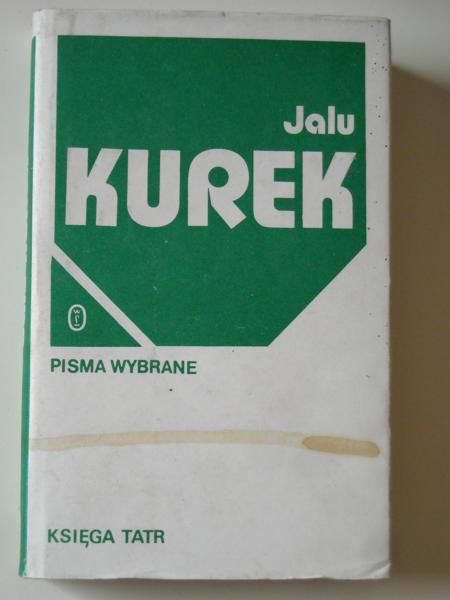 Jalu
KUREK
PISMA WYBRANE
KSIĘGA TATR